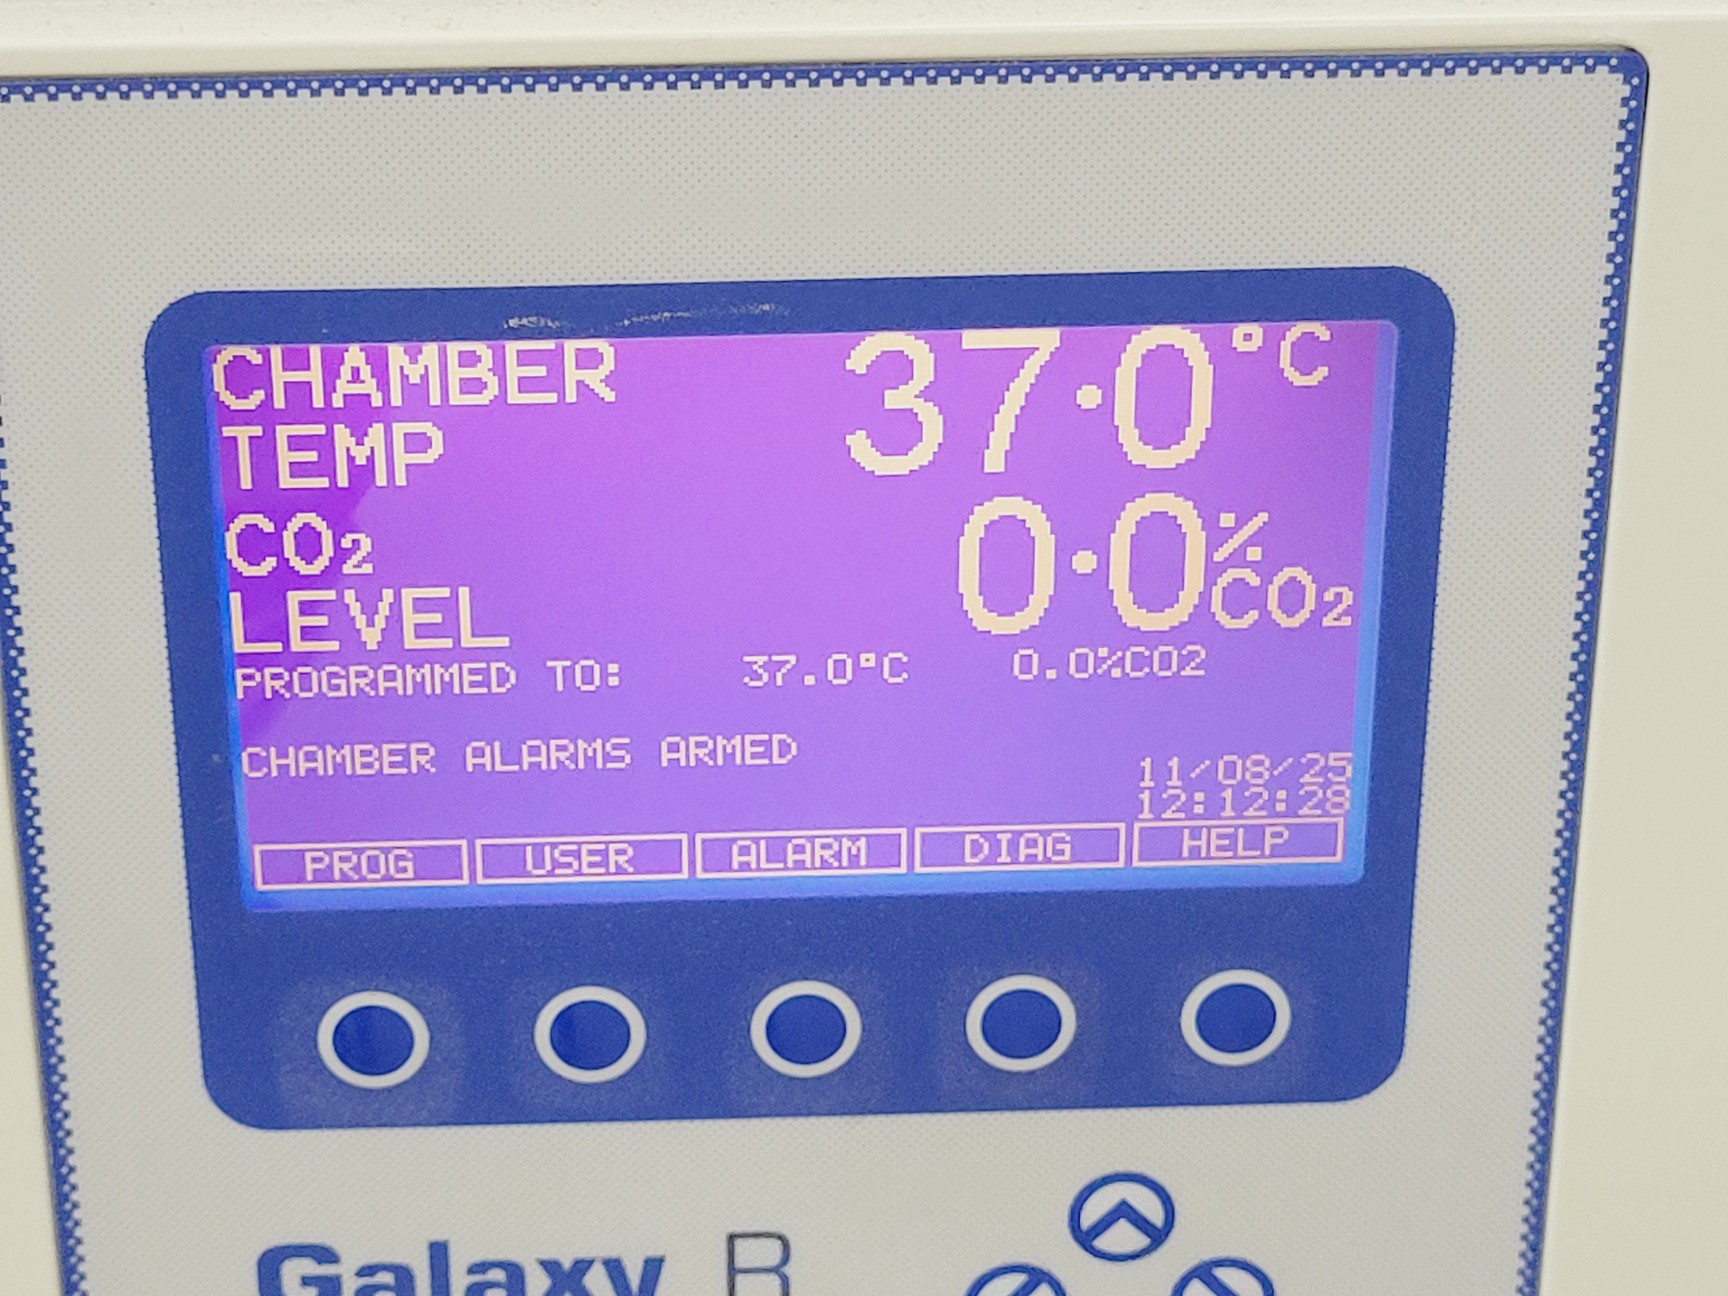 CHAMBER 37.0°C
TEMP
CO₂ 0.0% CO₂
LEVEL
PROGRAMMED TO: 37.0°C 0.0%CO2
CHAMBER ALARMS ARMED
11/08/25
12:12:28
PROG USER ALARM DIAG HELP
Galaxy R